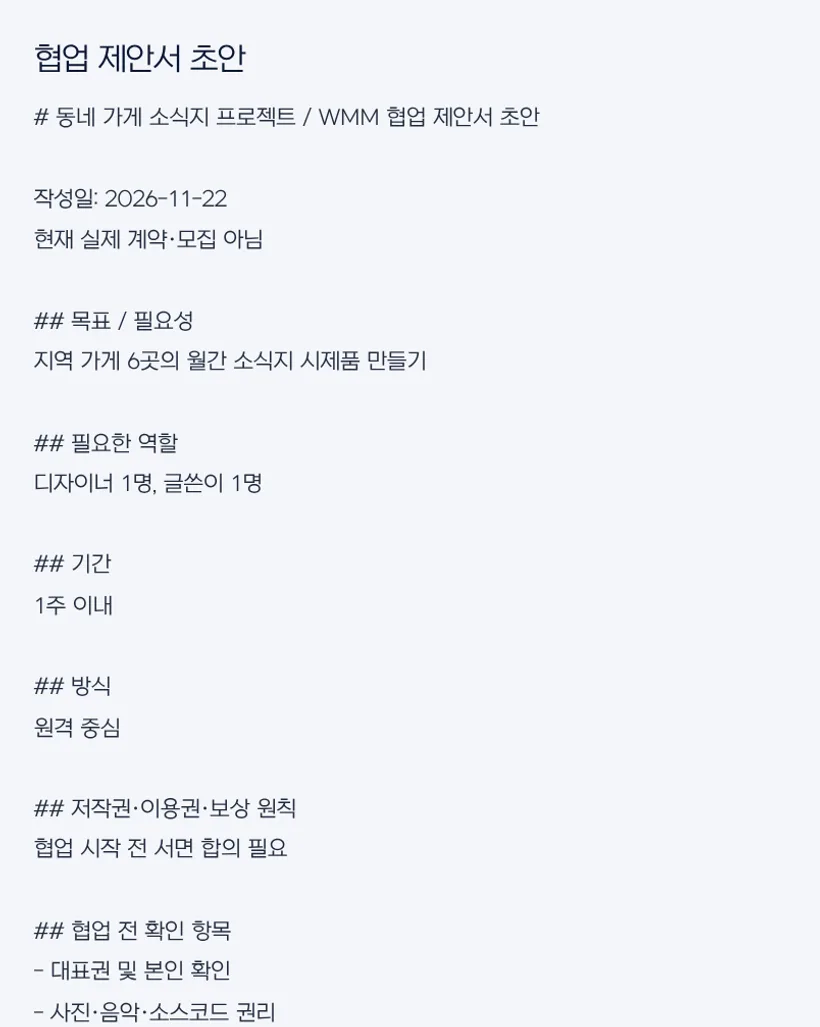 협업 제안서 초안
# 동네 가게 소식지 프로젝트 / WMM 협업 제안서 초안
작성일: 2026-11-22
현재 실제 계약·모집 아님
## 목표 / 필요성
지역 가게 6곳의 월간 소식지 시제품 만들기
## 필요한 역할
디자이너 1명, 글쓴이 1명
## 기간
1주 이내
## 방식
원격 중심
## 저작권·이용권·보상 원칙
협업 시작 전 서면 합의 필요
## 협업 전 확인 항목
- 대표권 및 본인 확인
- 사진·음악·소스코드 권리